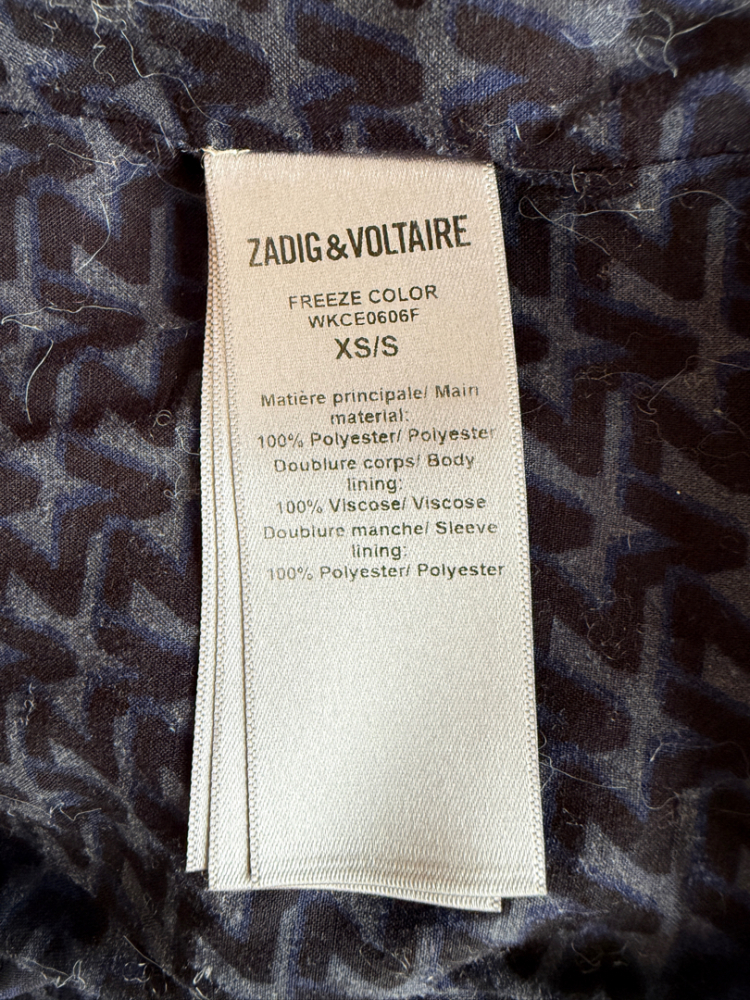 ZADIG&VOLTAIRE
FREEZE COLOR
WKCE0606F
XS/S
Matière principale/ Main
material:
100% Polyester/ Polyester
Doublure corps/ Body
lining:
100% Viscose/ Viscose
Doublure manche/ Sleeve
lining:
100% Polyester/ Polyester